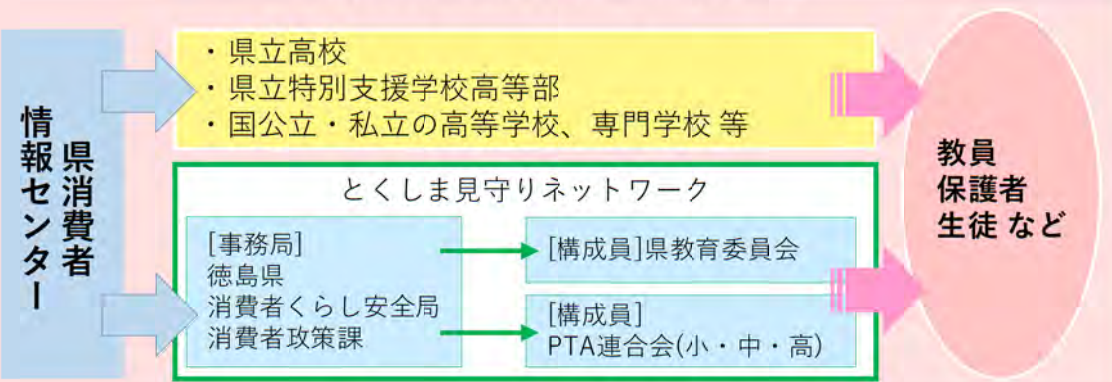 県消費者
情報センター
・県立高校
・県立特別支援学校高等部
・国公立・私立の高等学校、専門学校 等
とくしま見守りネットワーク
[事務局]
徳島県
消費者くらし安全局
消費者政策課
[構成員]県教育委員会
[構成員]
PTA連合会(小・中・高)
教員
保護者
生徒 など